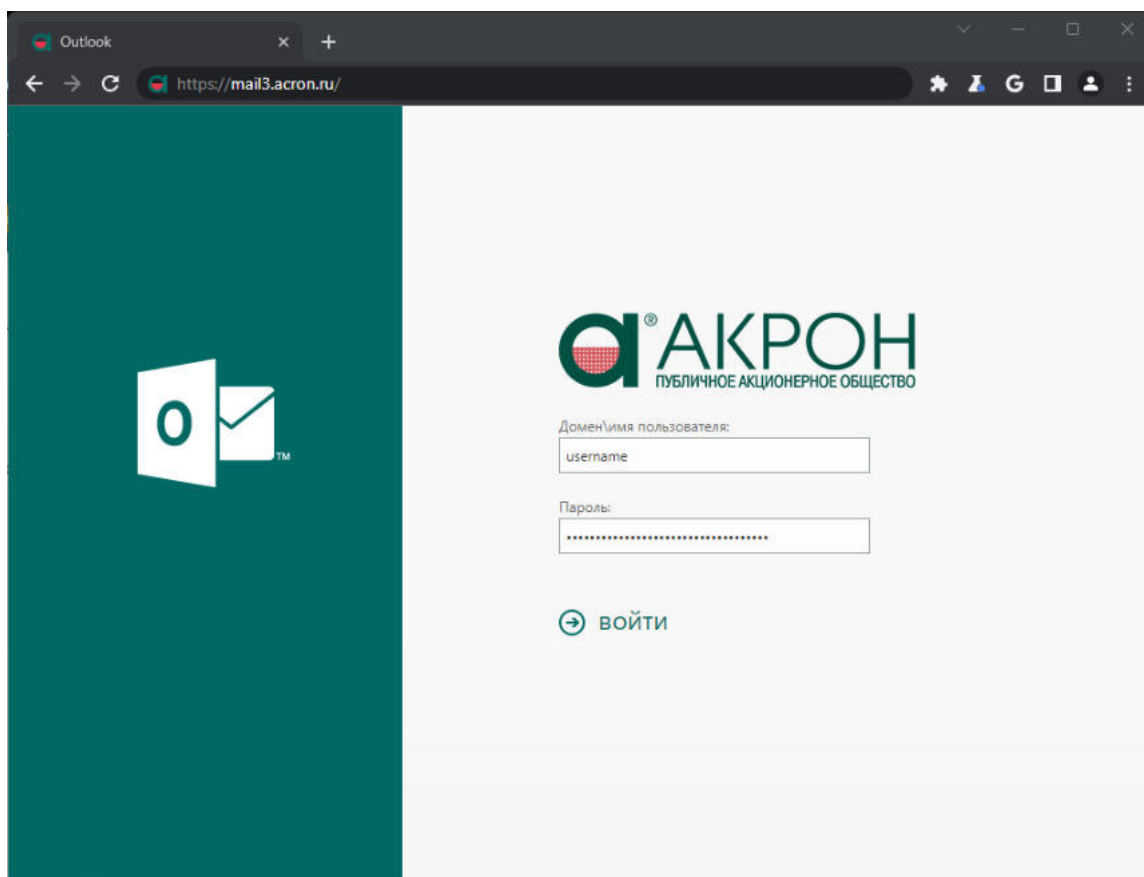 Outlook
https://mail3.acron.ru/
O
TM
a® АКРОН
ПУБЛИЧНОЕ АКЦИОНЕРНОЕ ОБЩЕСТВО
Домен\имя пользователя:
username
Пароль:
ВОЙТИ